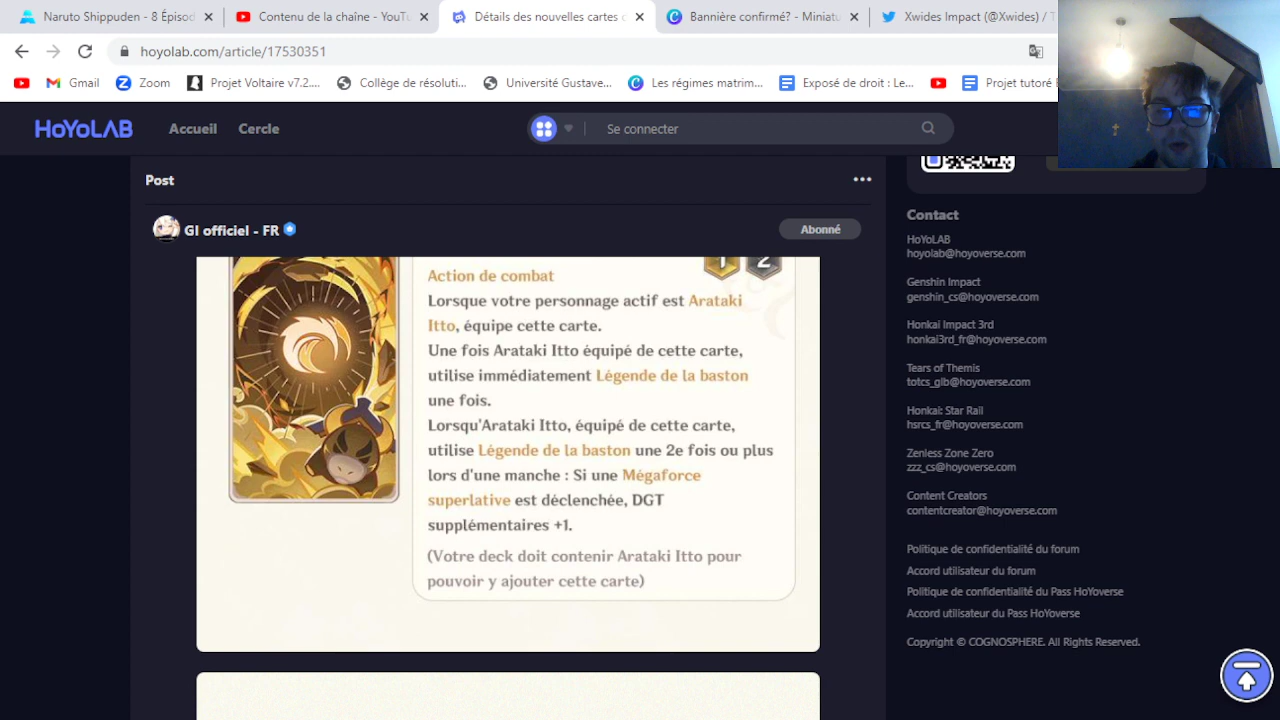 Naruto Shippuden - 8 Épisod
Contenu de la chaîne - YouTu
Détails des nouvelles cartes d
Bannière confirmé? - Miniatu
Xwides Impact (@Xwides) / T
hoyolab.com/article/17530351
Gmail
Zoom
Projet Voltaire v7.2....
Collège de résoluti...
Université Gustave...
Les régimes matrim...
Exposé de droit : Le...
Projet tutoré
HoYoLAB
Accueil
Cercle
Se connecter
Post
GI officiel - FR
Abonné
1 2
Action de combat
Lorsque votre personnage actif est Arataki
Itto, équipe cette carte.
Une fois Arataki Itto équipé de cette carte,
utilise immédiatement Légende de la baston
une fois.
Lorsqu'Arataki Itto, équipé de cette carte,
utilise Légende de la baston une 2e fois ou plus
lors d'une manche : Si une Mégaforce
superlative est déclenchée, DGT
supplémentaires +1.
(Votre deck doit contenir Arataki Itto pour
pouvoir y ajouter cette carte)
Contact
HoYoLAB
hoyolab@hoyoverse.com
Genshin Impact
genshin_cs@hoyoverse.com
Honkai Impact 3rd
honkai3rd_fr@hoyoverse.com
Tears of Themis
totcs_glb@hoyoverse.com
Honkai: Star Rail
hsrcs_fr@hoyoverse.com
Zenless Zone Zero
zzz_cs@hoyoverse.com
Content Creators
contentcreator@hoyoverse.com
Politique de confidentialité du forum
Accord utilisateur du forum
Politique de confidentialité du Pass HoYoverse
Accord utilisateur du Pass HoYoverse
Copyright © COGNOSPHERE. All Rights Reserved.